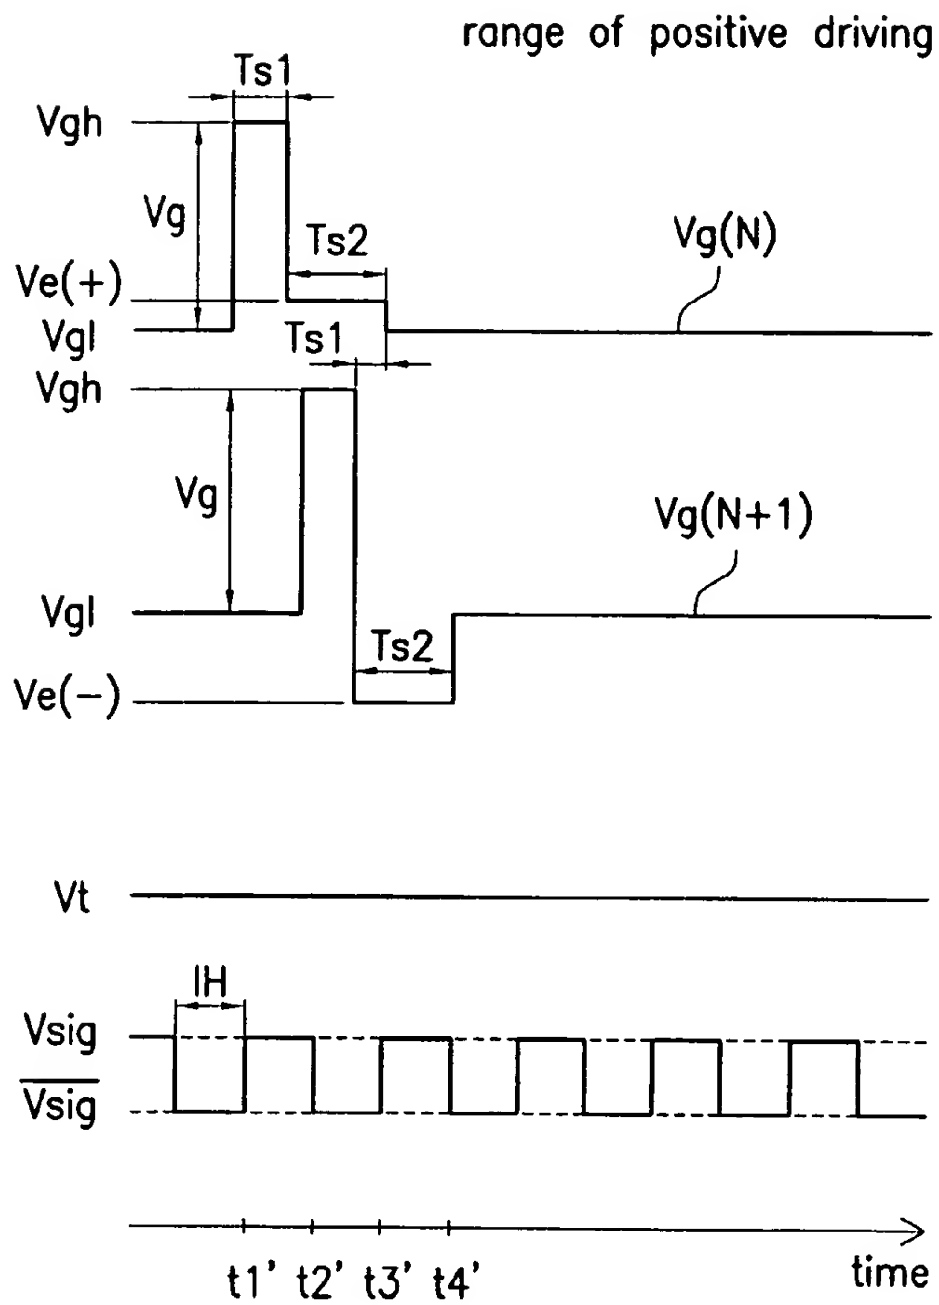 range of positive driving
Ts1
Vgh
Vg
Ts2
Vg(N)
Ve(+)
Vgl
Ts1
Vgh
Vg
Vg(N+1)
Vgl
Ts2
Ve(-)
Vt
IH
Vsig
V̅s̅i̅g̅
t1' t2' t3' t4'
time